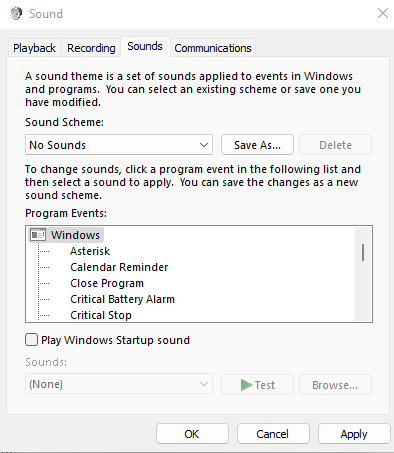 Sound
Playback Recording Sounds Communications
A sound theme is a set of sounds applied to events in Windows
and programs. You can select an existing scheme or save one you
have modified.
Sound Scheme:
No Sounds Save As... Delete
To change sounds, click a program event in the following list and
then select a sound to apply. You can save the changes as a new
sound scheme.
Program Events:
Windows
Asterisk
Calendar Reminder
Close Program
Critical Battery Alarm
Critical Stop
Play Windows Startup sound
Sounds:
(None) Test Browse...
OK Cancel Apply